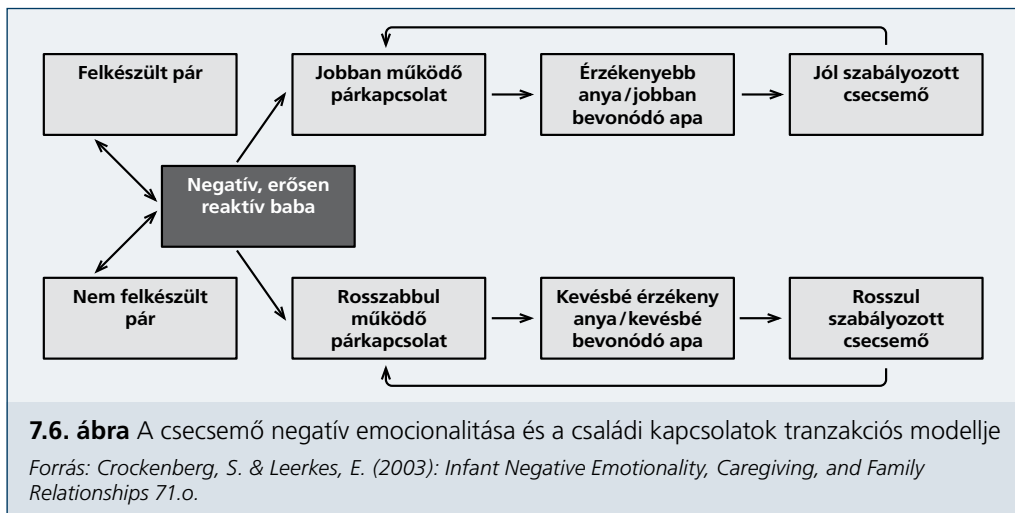 Felkészült pár
Jobban működő
párkapcsolat
Érzékenyebb
anya/jobban
bevonódó apa
Jól szabályozott
csecsemő
Negatív, erősen
reaktív baba
Nem felkészült
pár
Rosszabbul
működő
párkapcsolat
Kevésbé érzékeny
anya/kevésbé
bevonódó apa
Rosszul
szabályozott
csecsemő
7.6. ábra A csecsemő negatív emocionalitása és a családi kapcsolatok tranzakciós modellje
Forrás: Crockenberg, S. & Leerkes, E. (2003): Infant Negative Emotionality, Caregiving, and Family
Relationships 71.o.